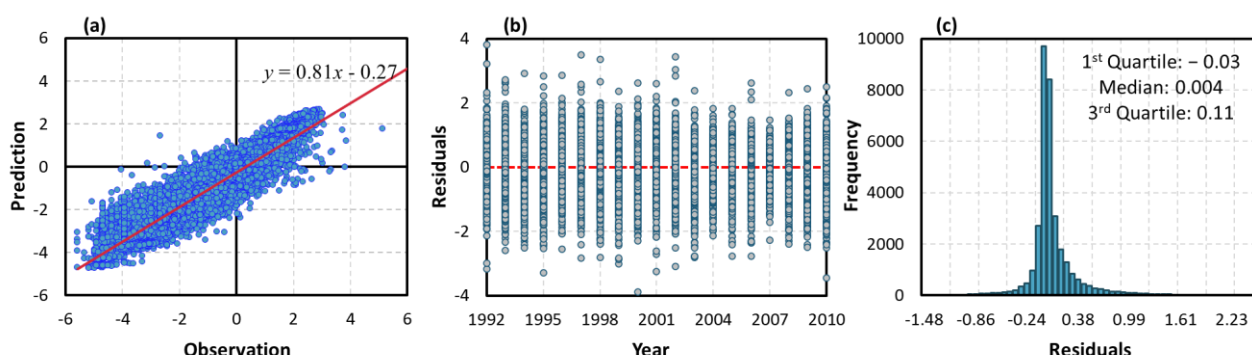 (a)
6
4
2
0
-2
-4
-6
Prediction
y = 0.81x - 0.27
-6 -4 -2 0 2 4 6
Observation
(b)
4
2
0
-2
-4
Residuals
1992 1995 1998 2001 2004 2007 2010
Year
(c)
10000
8000
6000
4000
2000
0
Frequency
1st Quartile: – 0.03
Median: 0.004
3rd Quartile: 0.11
-1.48 -0.86 -0.24 0.38 0.99 1.61 2.23
Residuals